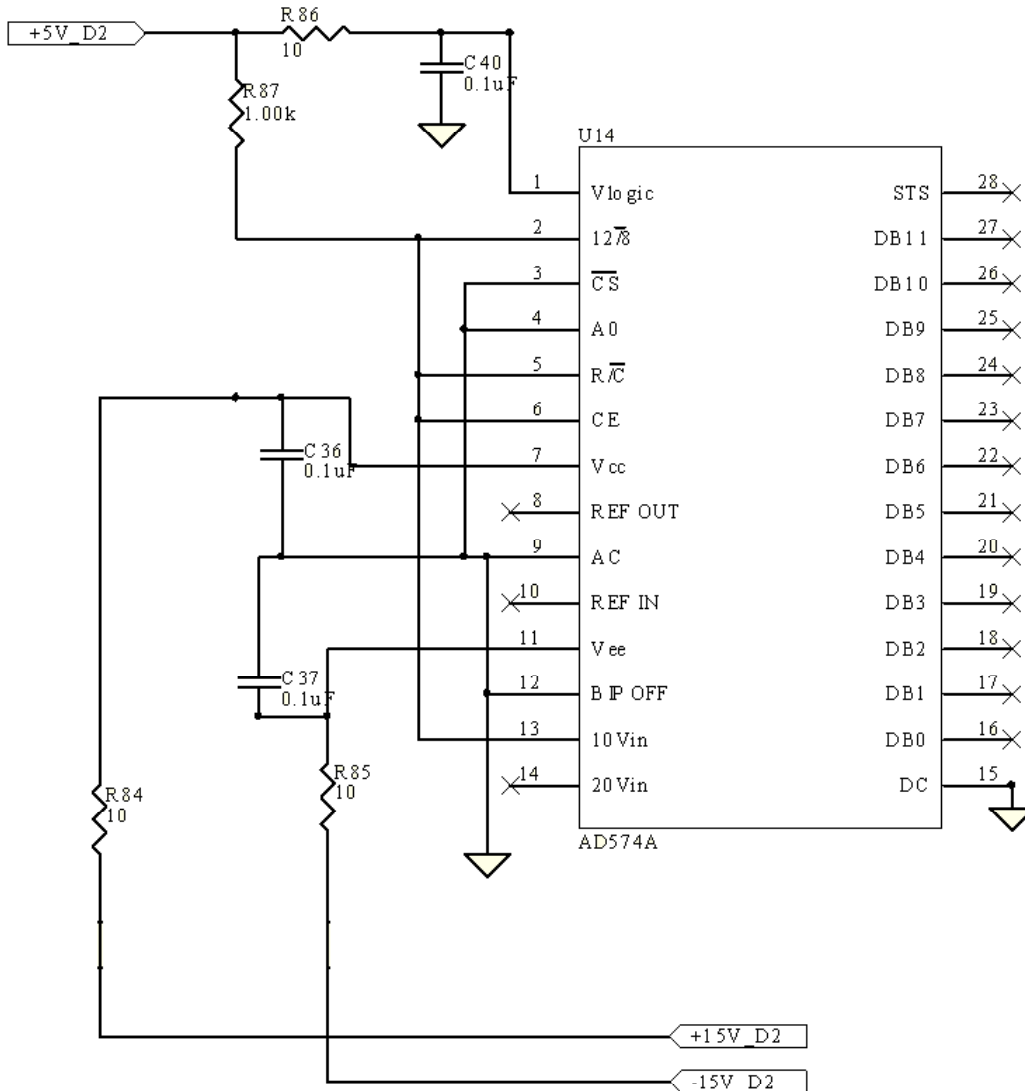 +5V_D2
R86
10
C40
0.1uF
R87
1.00k
U14
1 Vlogic STS 28
2 12/8 DB11 27
3 CS DB10 26
4 A0 DB9 25
5 R/C DB8 24
6 CE DB7 23
C36
0.1uF
7 Vcc DB6 22
8 REF OUT DB5 21
9 AC DB4 20
10 REF IN DB3 19
11 Vee DB2 18
C37
0.1uF
12 BIP OFF DB1 17
13 10Vin DB0 16
14 20Vin DC 15
R85
10
R84
10
AD574A
+15V_D2
-15V_D2